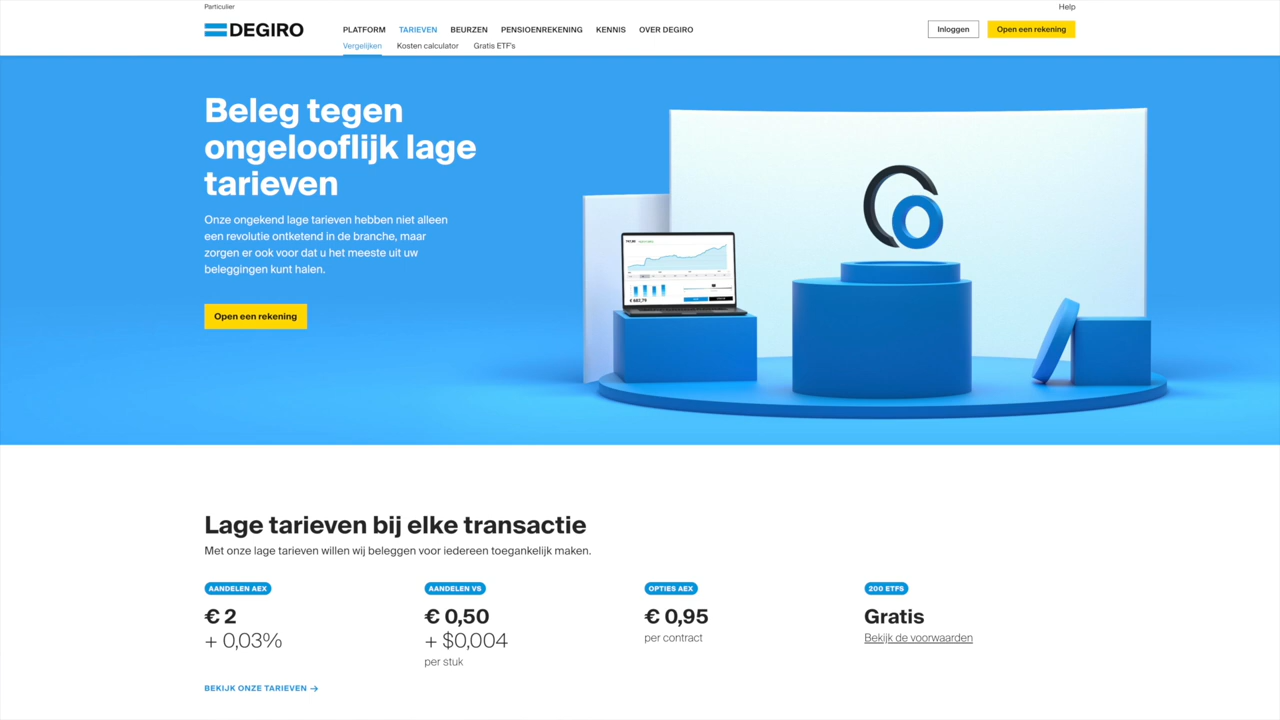 Particulier
Help
DEGIRO
PLATFORM TARIEVEN BEURZEN PENSIOENREKENING KENNIS OVER DEGIRO
Inloggen
Open een rekening
Vergelijken Kosten calculator Gratis ETF's
Beleg tegen
ongelooflijk lage
tarieven
Onze ongekend lage tarieven hebben niet alleen
een revolutie ontketend in de branche, maar
zorgen er ook voor dat u het meeste uit uw
beleggingen kunt halen.
Open een rekening
Lage tarieven bij elke transactie
Met onze lage tarieven willen wij beleggen voor iedereen toegankelijk maken.
AANDELEN AEX
€ 2
+ 0,03%
AANDELEN VS
€ 0,50
+ $0,004
per stuk
OPTIES AEX
€ 0,95
per contract
200 ETFS
Gratis
Bekijk de voorwaarden
BEKIJK ONZE TARIEVEN →